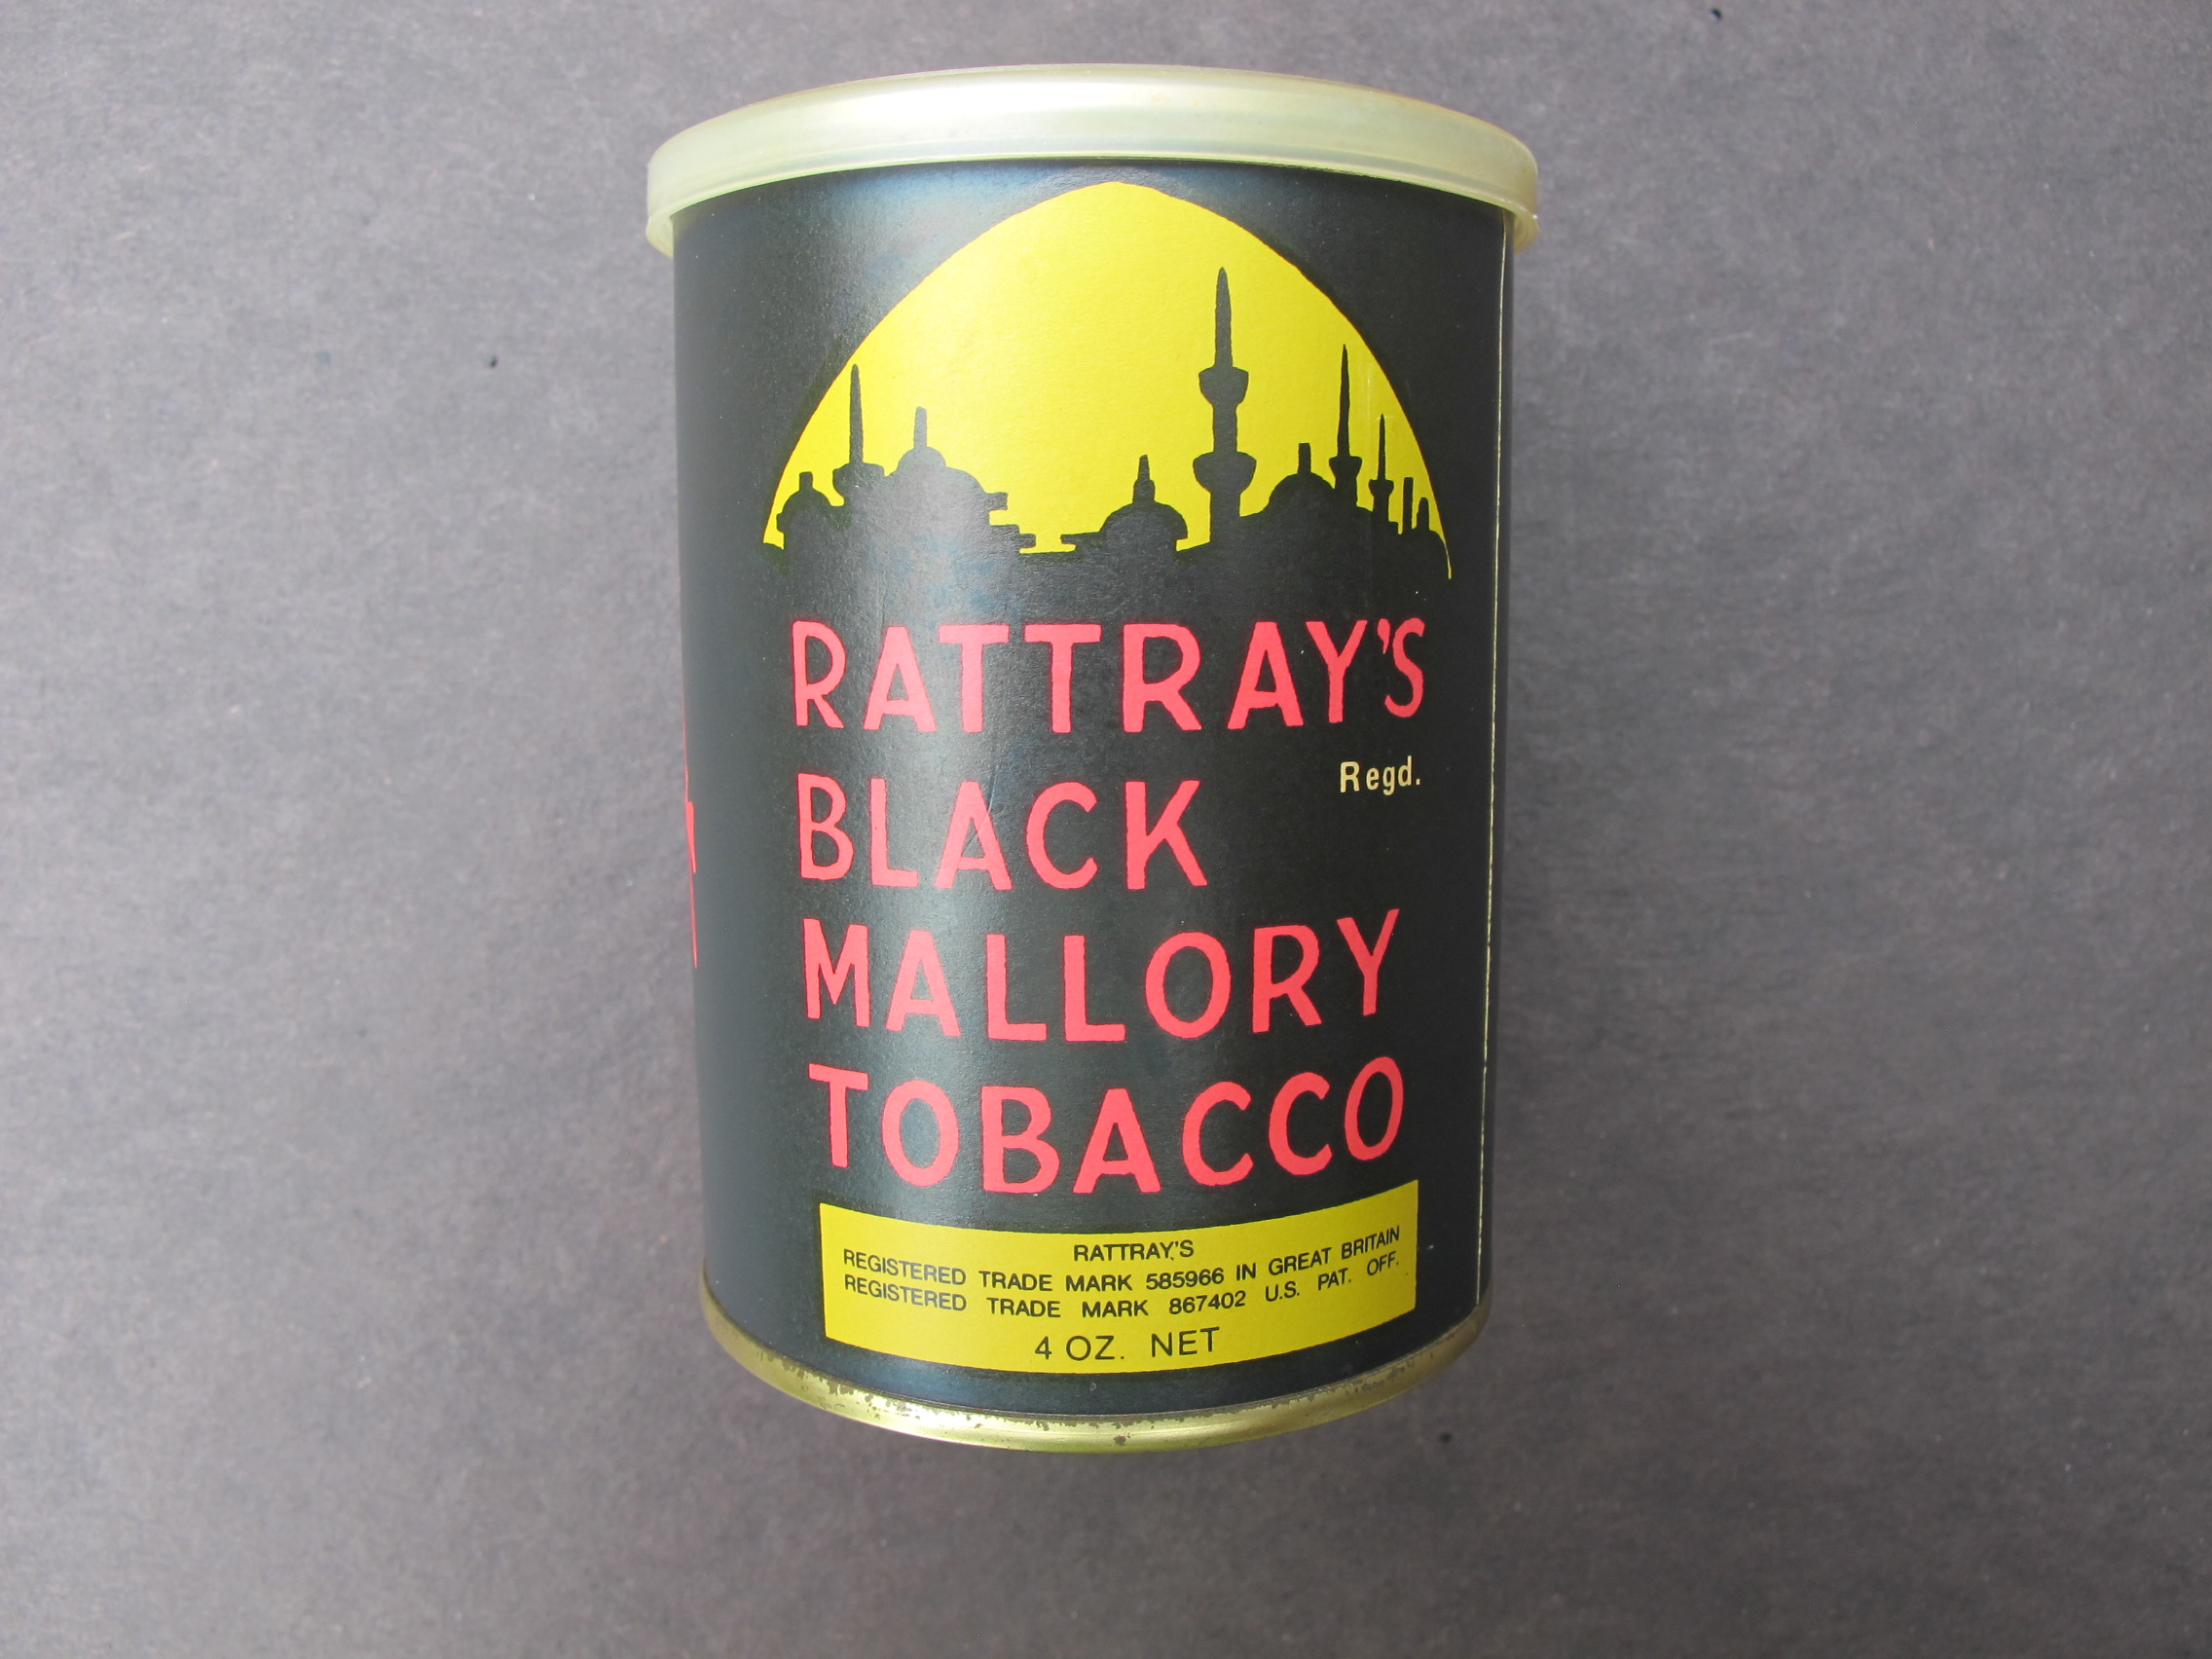 RATTRAY'S
Regd.
BLACK
MALLORY
TOBACCO
RATTRAY'S
REGISTERED TRADE MARK 585966 IN GREAT BRITAIN
REGISTERED TRADE MARK 867402 U.S. PAT. OFF.
4 OZ. NET